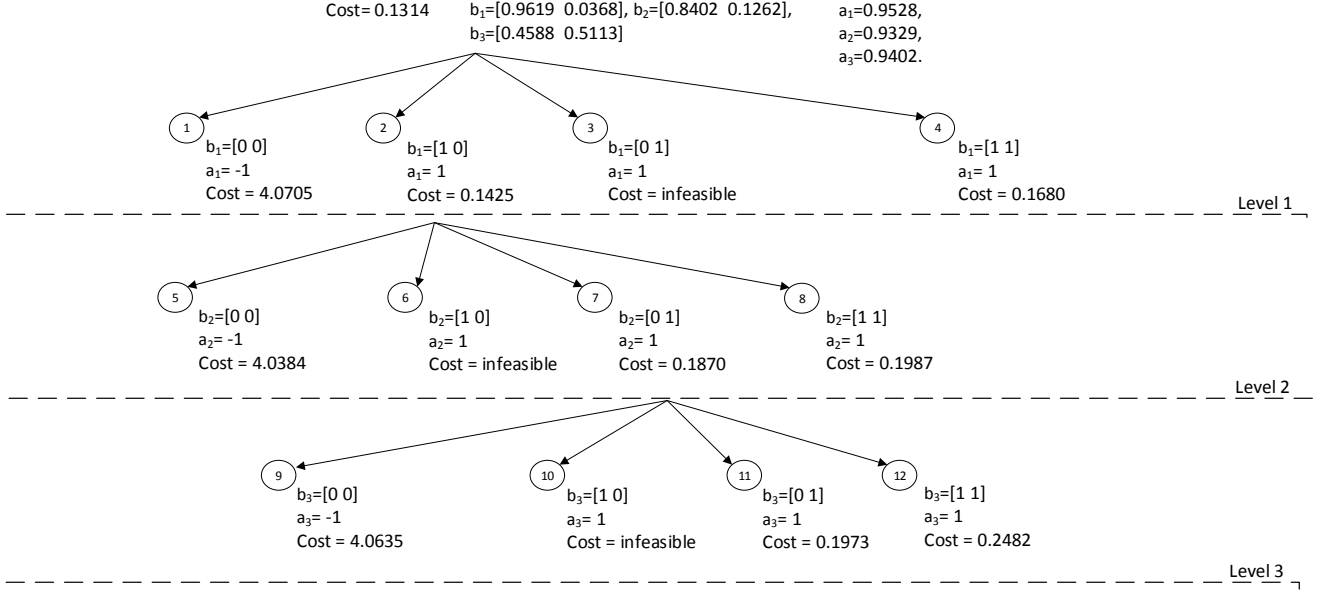 Cost= 0.1314
b₁=[0.9619 0.0368], b₂=[0.8402 0.1262],
b₃=[0.4588 0.5113]
a₁=0.9528,
a₂=0.9329,
a₃=0.9402.
1
b₁=[0 0]
a₁= -1
Cost = 4.0705
2
b₁=[1 0]
a₁= 1
Cost = 0.1425
3
b₁=[0 1]
a₁= 1
Cost = infeasible
4
b₁=[1 1]
a₁= 1
Cost = 0.1680
Level 1
5
b₂=[0 0]
a₂= -1
Cost = 4.0384
6
b₂=[1 0]
a₂= 1
Cost = infeasible
7
b₂=[0 1]
a₂= 1
Cost = 0.1870
8
b₂=[1 1]
a₂= 1
Cost = 0.1987
Level 2
9
b₃=[0 0]
a₃= -1
Cost = 4.0635
10
b₃=[1 0]
a₃= 1
Cost = infeasible
11
b₃=[0 1]
a₃= 1
Cost = 0.1973
12
b₃=[1 1]
a₃= 1
Cost = 0.2482
Level 3